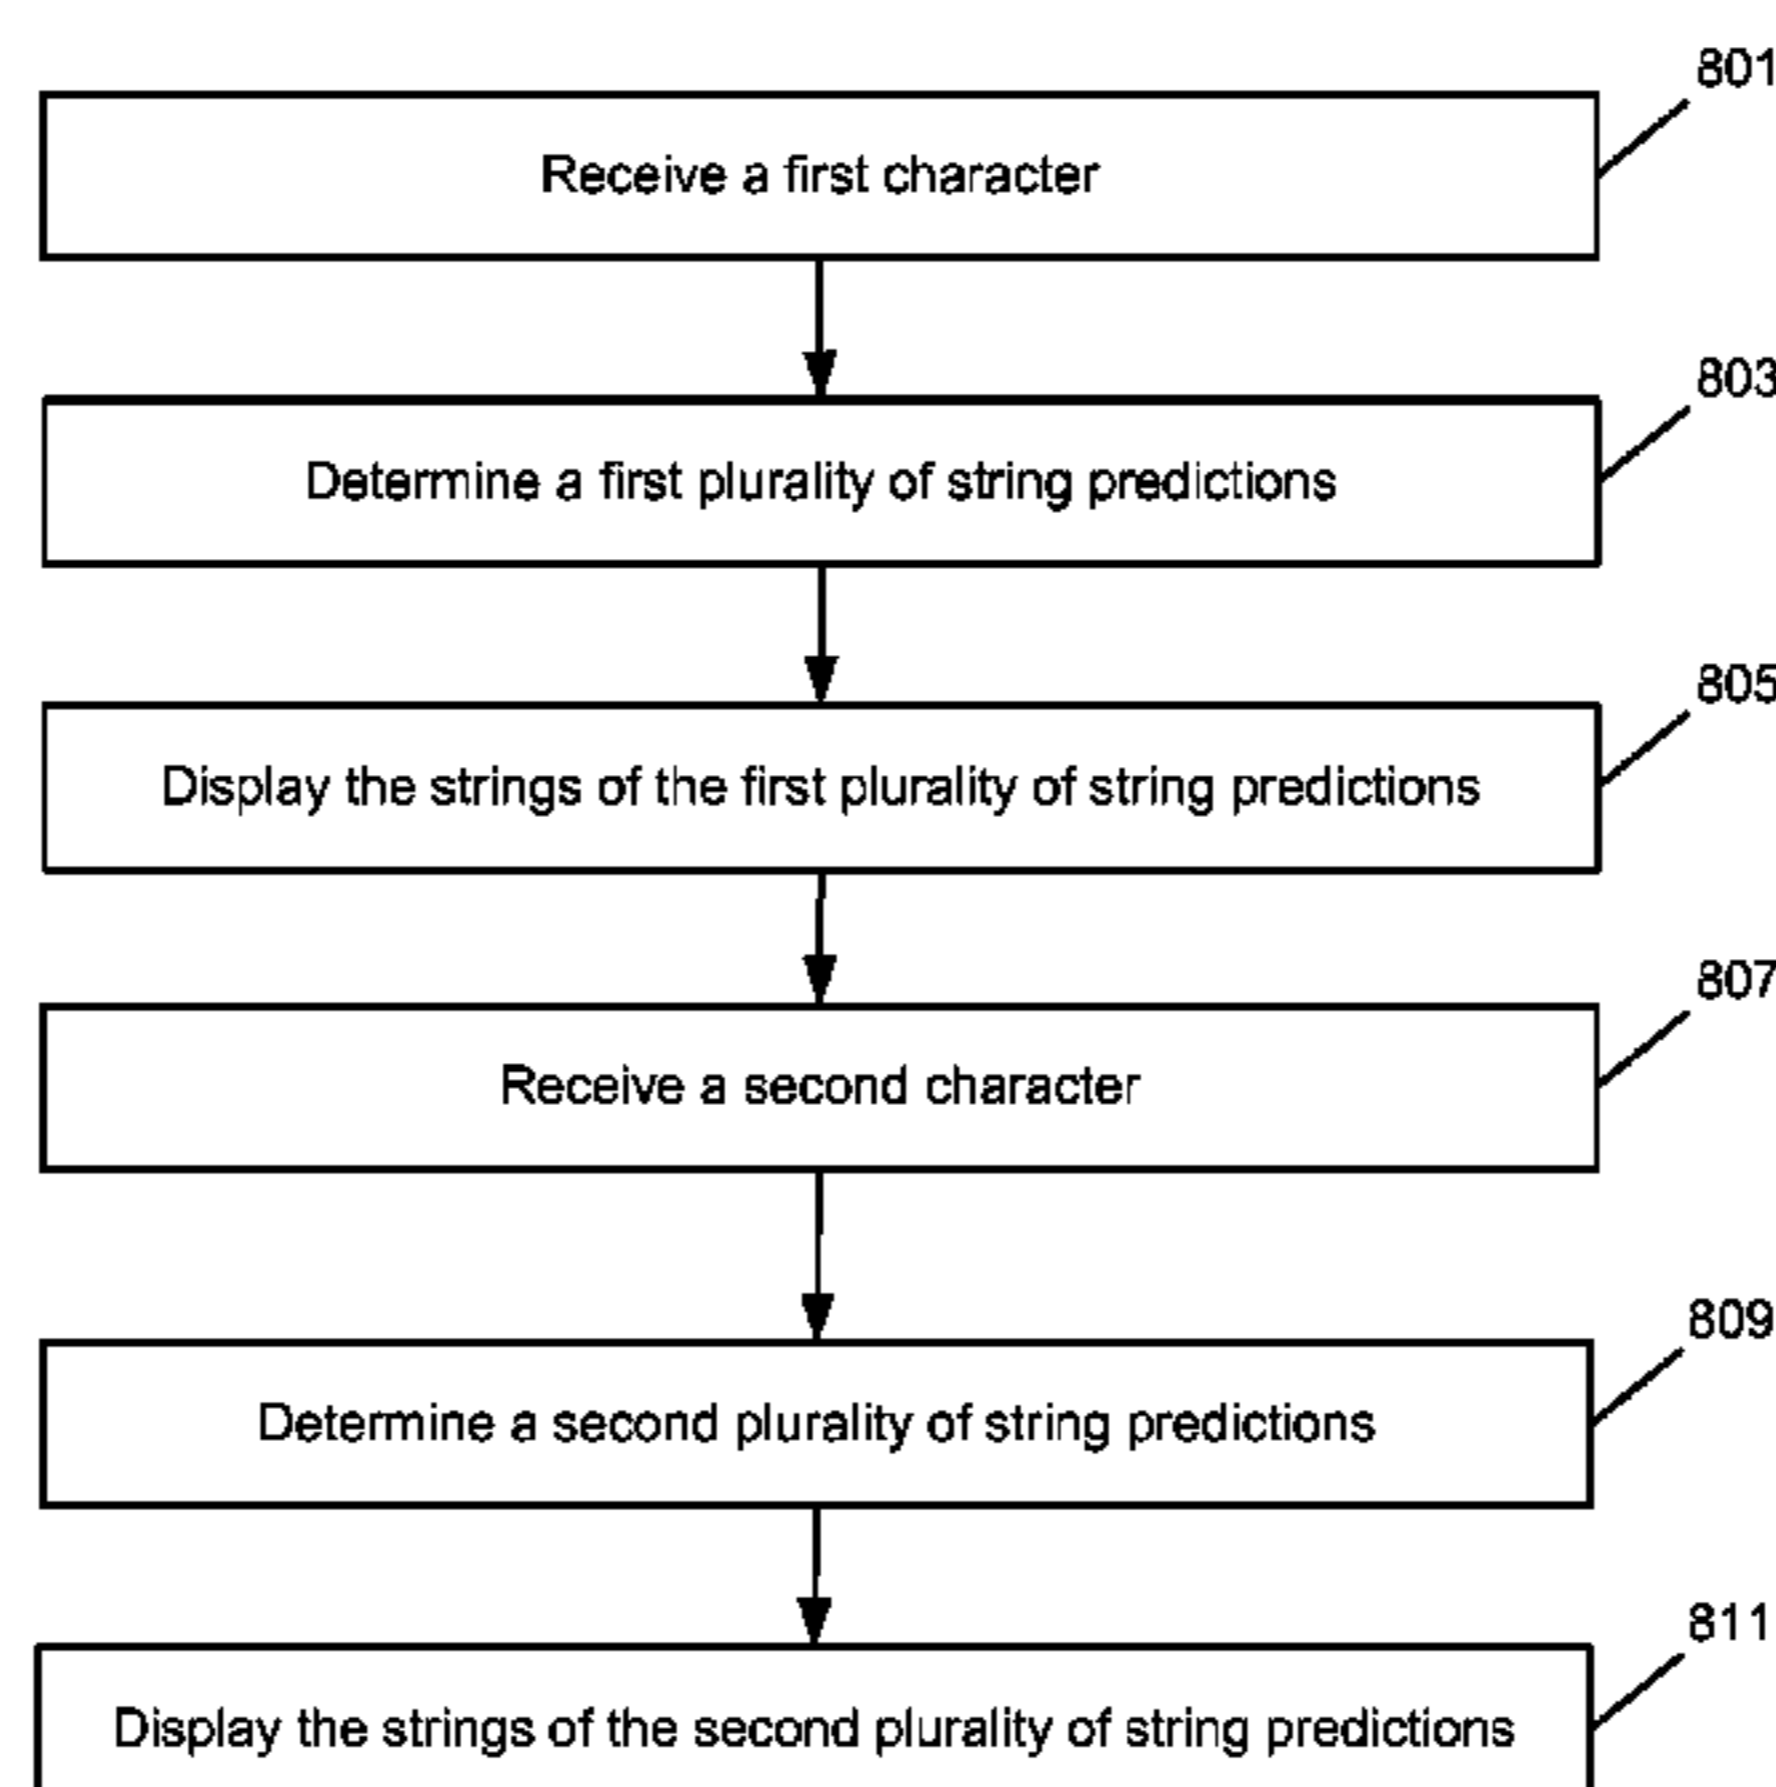 801
Receive a first character
803
Determine a first plurality of string predictions
805
Display the strings of the first plurality of string predictions
807
Receive a second character
809
Determine a second plurality of string predictions
811
Display the strings of the second plurality of string predictions